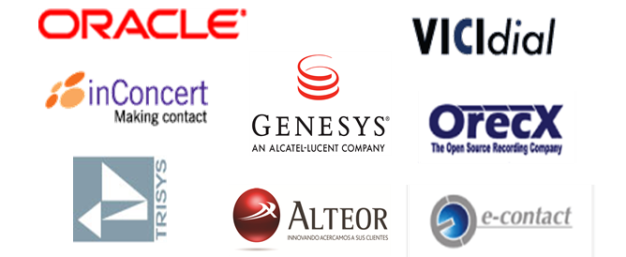 ORACLE®
VICIdial
inConcert
Making contact
GENESYS®
AN ALCATEL-LUCENT COMPANY
OrecX
The Open Source Recording Company
TRISYS
ALTEOR
INNOVANDO ACERCAMOS A SUS CLIENTES
e-contact